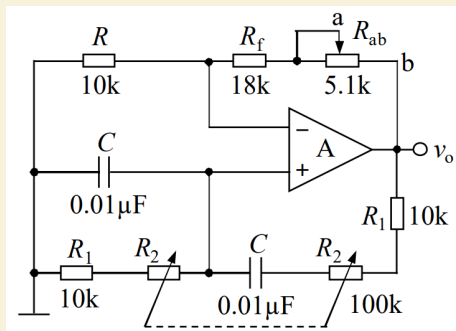 a
R Rf Rab
b
10k 18k 5.1k
−
C A
+ vo
0.01μF
R1 10k
R1 R2 C R2
10k 0.01μF 100k